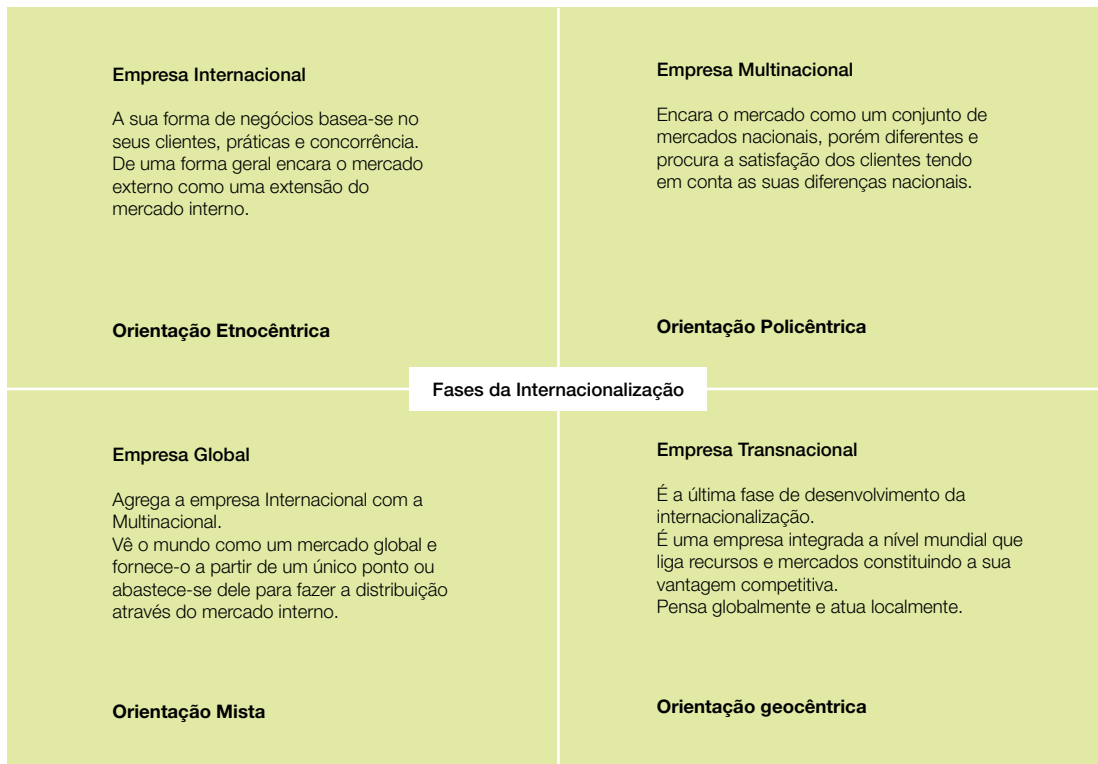 Empresa Internacional
A sua forma de negócios basea-se no
seus clientes, práticas e concorrência.
De uma forma geral encara o mercado
externo como uma extensão do
mercado interno.
Orientação Etnocêntrica
Empresa Multinacional
Encara o mercado como um conjunto de
mercados nacionais, porém diferentes e
procura a satisfação dos clientes tendo
em conta as suas diferenças nacionais.
Orientação Policêntrica
Fases da Internacionalização
Empresa Global
Agrega a empresa Internacional com a
Multinacional.
Vê o mundo como um mercado global e
fornece-o a partir de um único ponto ou
abastece-se dele para fazer a distribuição
através do mercado interno.
Orientação Mista
Empresa Transnacional
É a última fase de desenvolvimento da
internacionalização.
É uma empresa integrada a nível mundial que
liga recursos e mercados constituindo a sua
vantagem competitiva.
Pensa globalmente e atua localmente.
Orientação geocêntrica